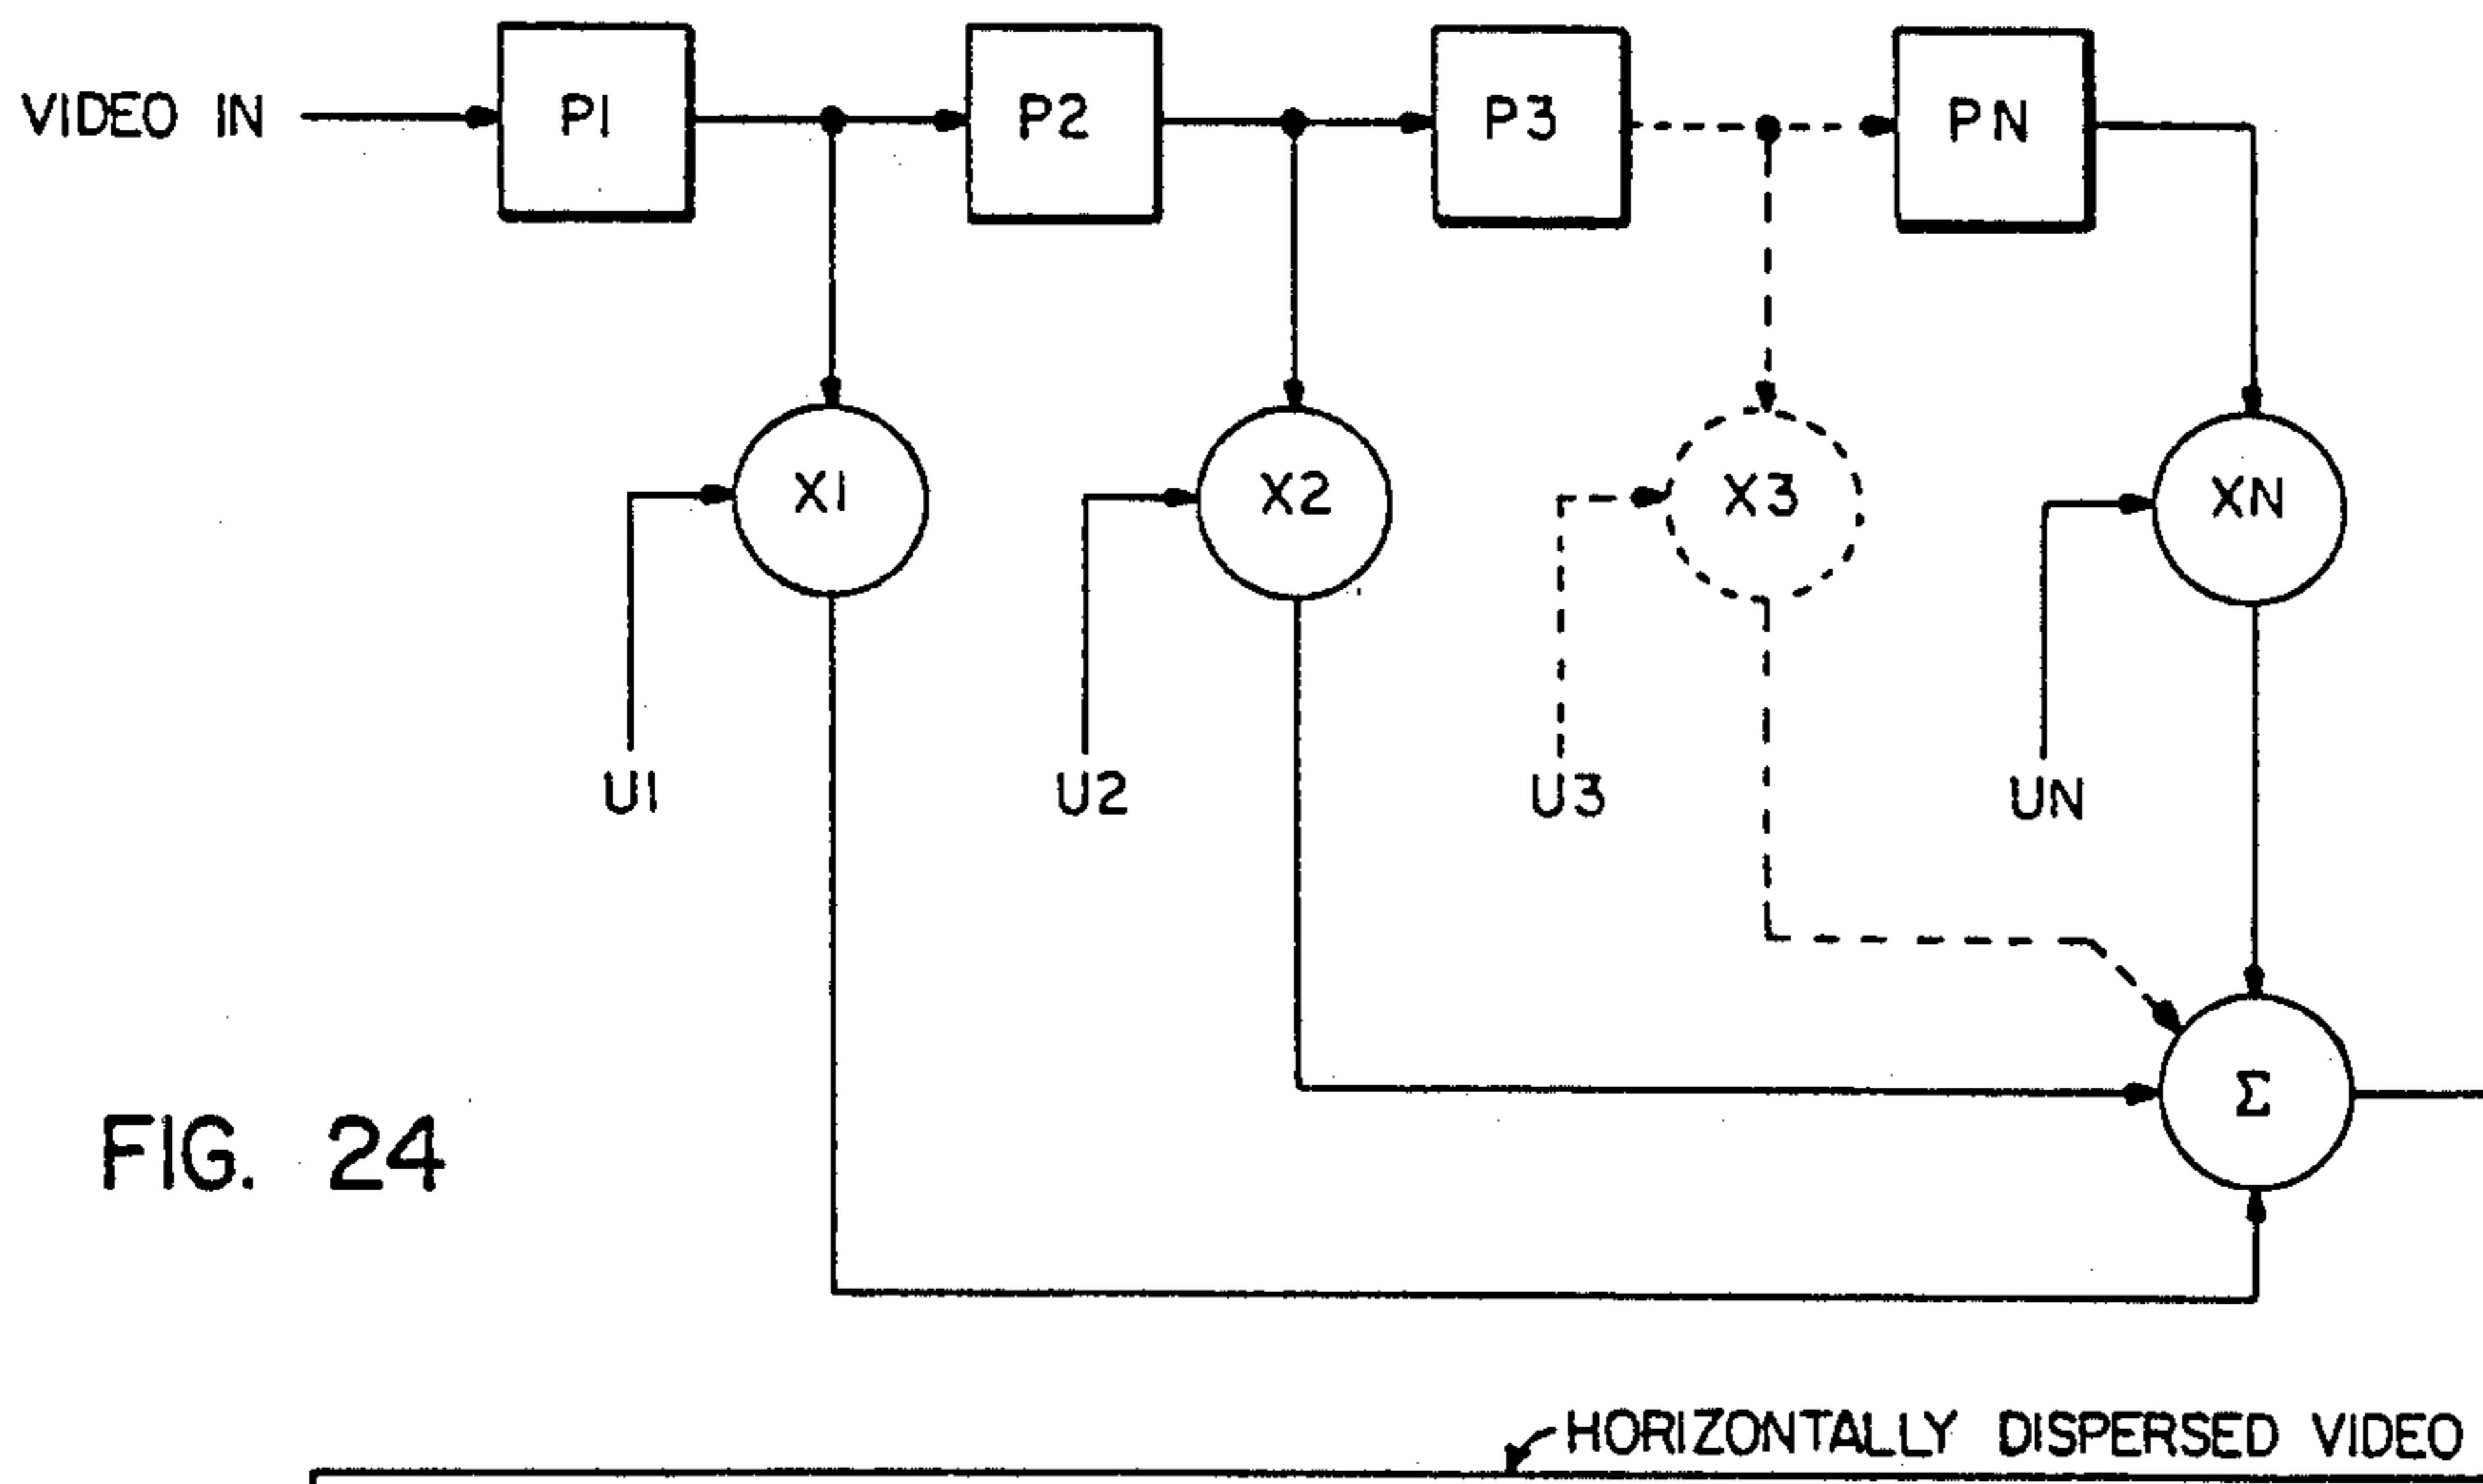 VIDEO IN
P1
P2
P3
PN
X1
X2
X3
XN
U1
U2
U3
UN
Σ
FIG. 24
HORIZONTALLY DISPERSED VIDEO